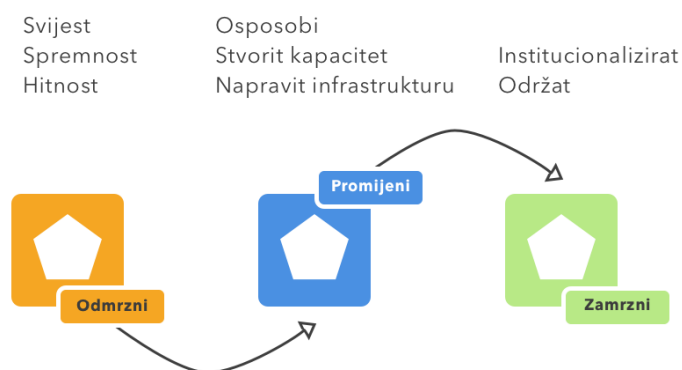 Svijest
Spremnost
Hitnost
Osposobi
Stvorit kapacitet
Napravit infrastrukturu
Institucionalizirat
Održat
Promijeni
Odmrzni
Zamrzni